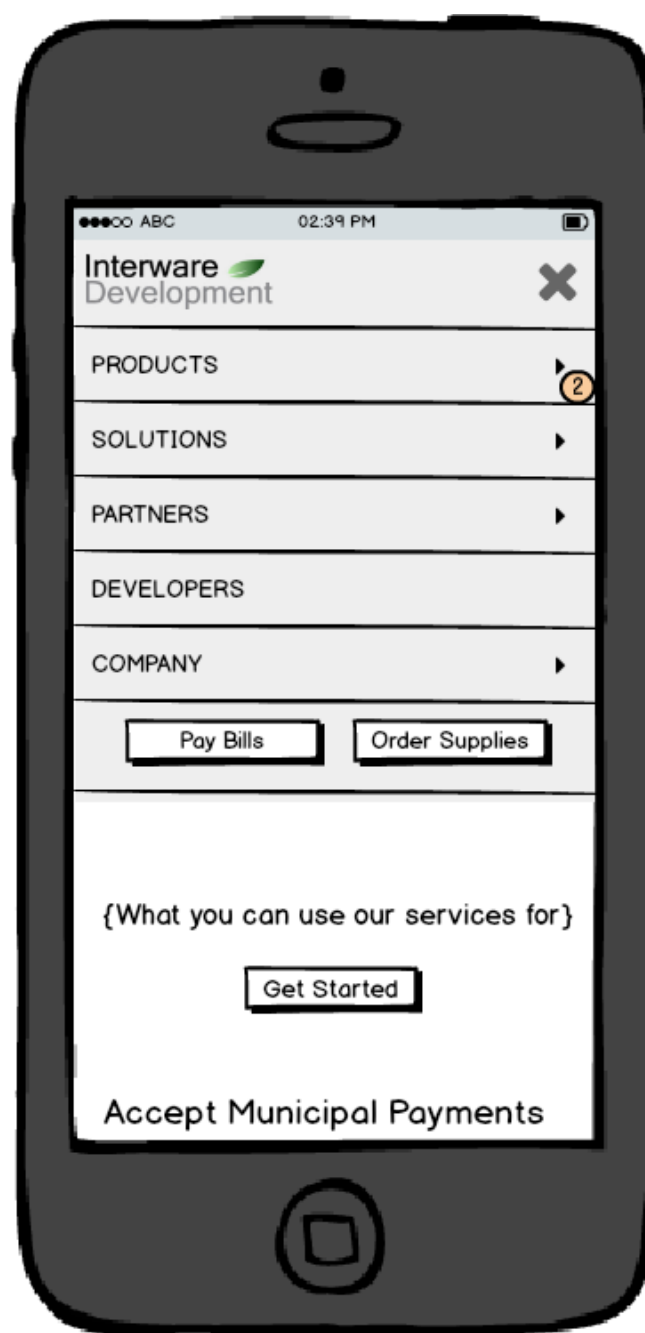 ABC 02:39 PM
Interware
Development
PRODUCTS
2
SOLUTIONS
PARTNERS
DEVELOPERS
COMPANY
Pay Bills Order Supplies
{What you can use our services for}
Get Started
Accept Municipal Payments